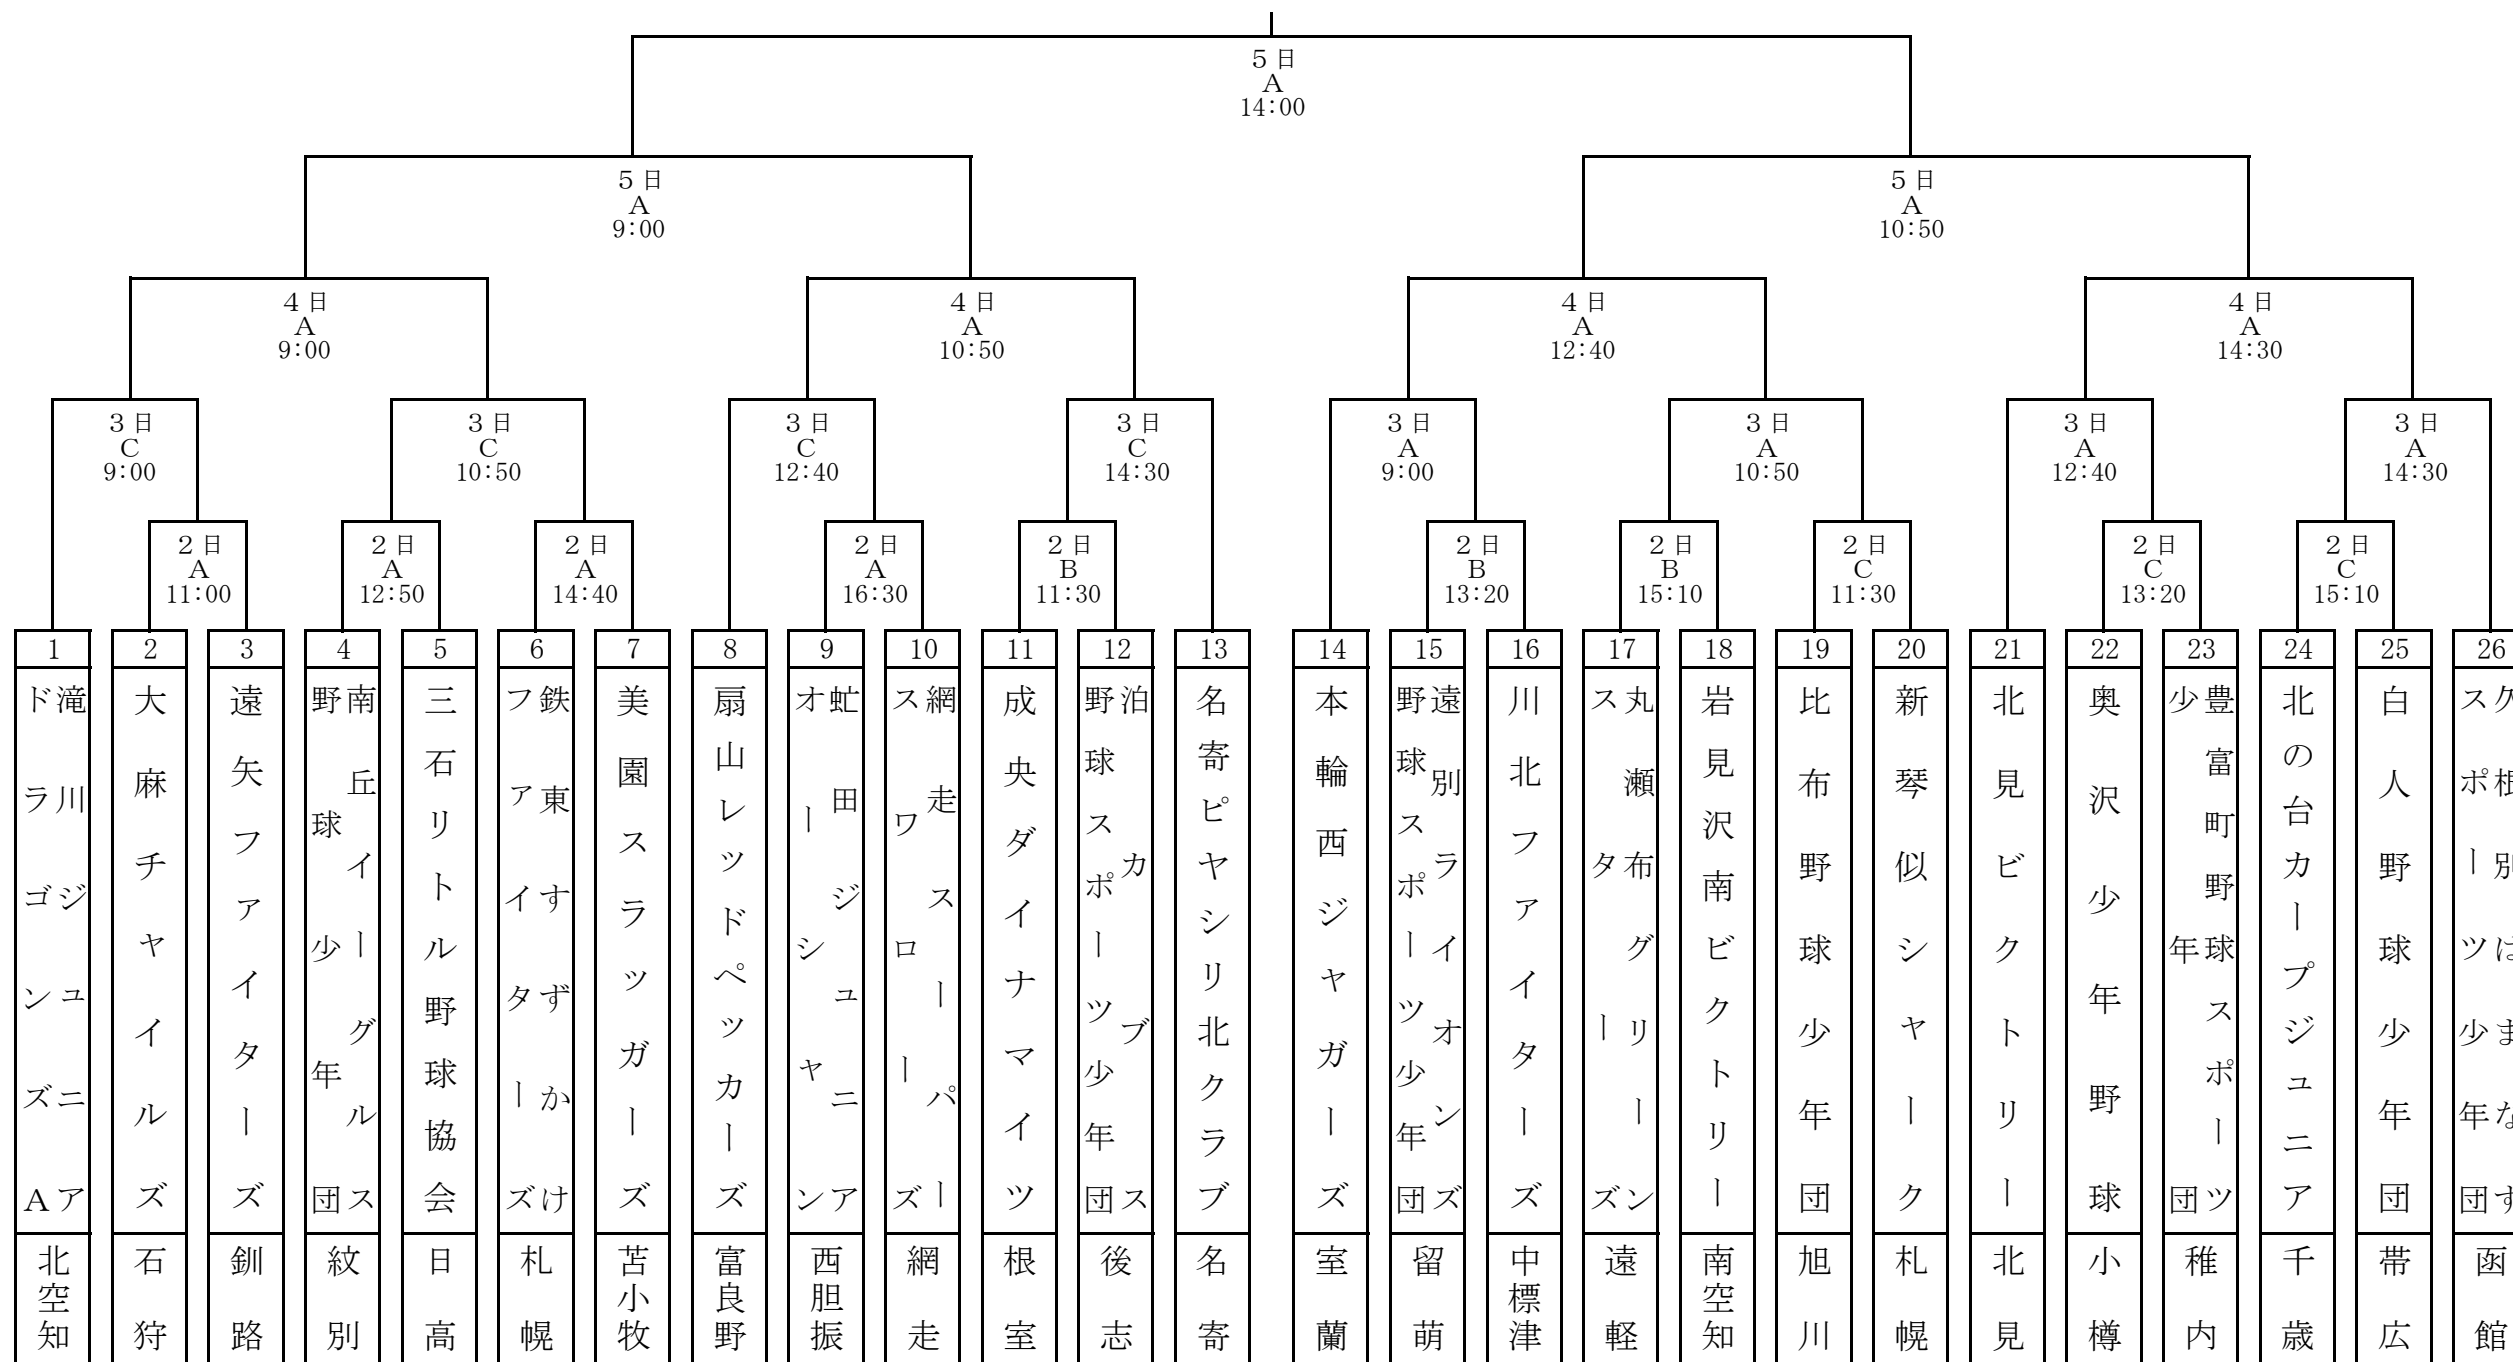 5日
A
14:00
5日
A
9:00
5日
A
10:50
4日
A
9:00
4日
A
10:50
4日
A
12:40
4日
A
14:30
3日
C
9:00
3日
C
10:50
3日
C
12:40
3日
C
14:30
3日
A
9:00
3日
A
10:50
3日
A
12:40
3日
A
14:30
2日
A
11:00
2日
A
12:50
2日
A
14:40
2日
A
16:30
2日
B
11:30
2日
B
13:20
2日
B
15:10
2日
C
11:30
2日
C
13:20
2日
C
15:10
1
滝川ジュニア
ドラゴンズA
北空知
2
大麻チャイルズ
石狩
3
遠矢ファイターズ
釧路
4
南丘イーグルス
野球少年団
紋別
5
三石リトル野球協会
日高
6
鉄東すずかけ
ファイターズ
札幌
7
美園スラッガーズ
苫小牧
8
扇山レッドペッカーズ
富良野
9
虻田ジュニア
オーシャン
西胆振
10
網走スーパー
スワローズ
網走
11
成央ダイナマイツ
根室
12
泊カブス
野球スポーツ少年団
後志
13
名寄ピヤシリ北クラブ
名寄
14
本輪西ジャガーズ
室蘭
15
遠別ライオンズ
野球スポーツ少年団
留萌
16
川北ファイターズ
中標津
17
丸瀬布グリーン
スターズ
遠軽
18
岩見沢南ビクトリー
南空知
19
比布野球少年団
旭川
20
新琴似シャーク
札幌
21
北見ビクトリー
北見
22
奥沢少年野球
小樽
23
豊富町野球スポーツ
少年団
稚内
24
北の台カープジュニア
千歳
25
白人野球少年団
帯広
26
久根別はまなす
スポーツ少年団
函館